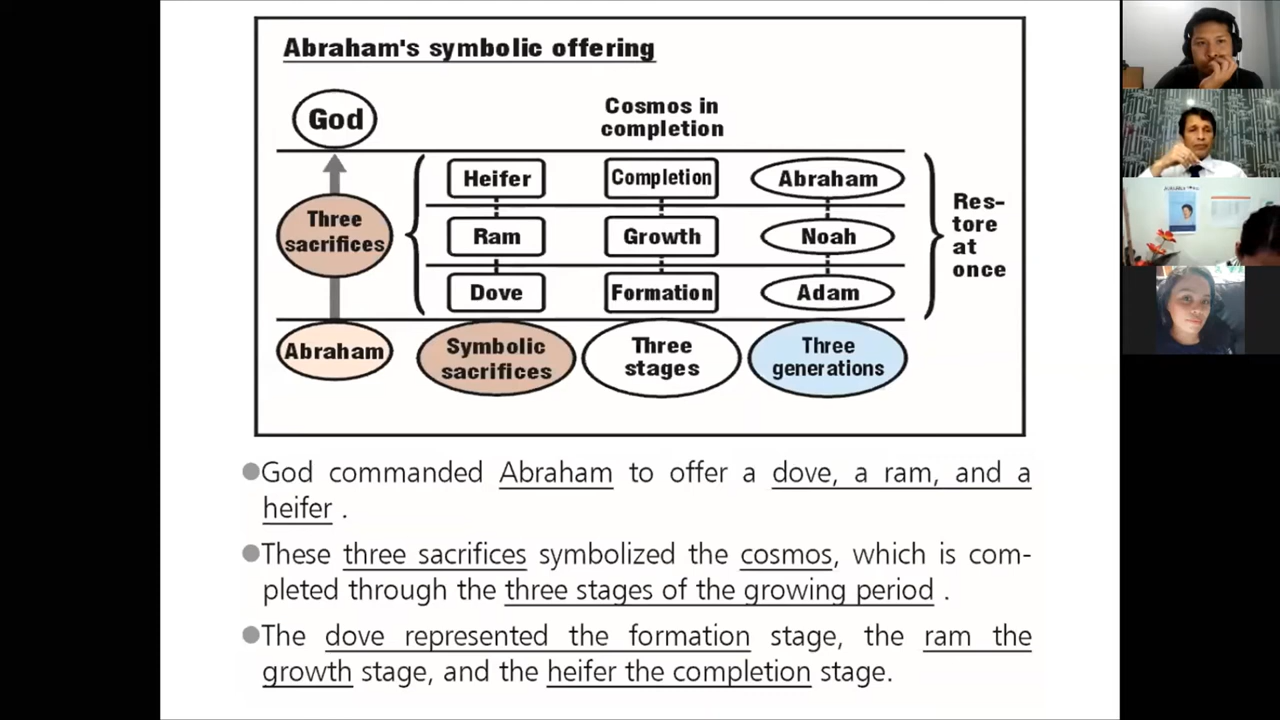 Abraham's symbolic offering
God
Cosmos in
completion
Heifer
Completion
Abraham
Three
sacrifices
Ram
Growth
Noah
Res-
tore
at
once
Dove
Formation
Adam
Abraham
Symbolic
sacrifices
Three
stages
Three
generations
●God commanded Abraham to offer a dove, a ram, and a
heifer .
●These three sacrifices symbolized the cosmos, which is com-
pleted through the three stages of the growing period .
●The dove represented the formation stage, the ram the
growth stage, and the heifer the completion stage.